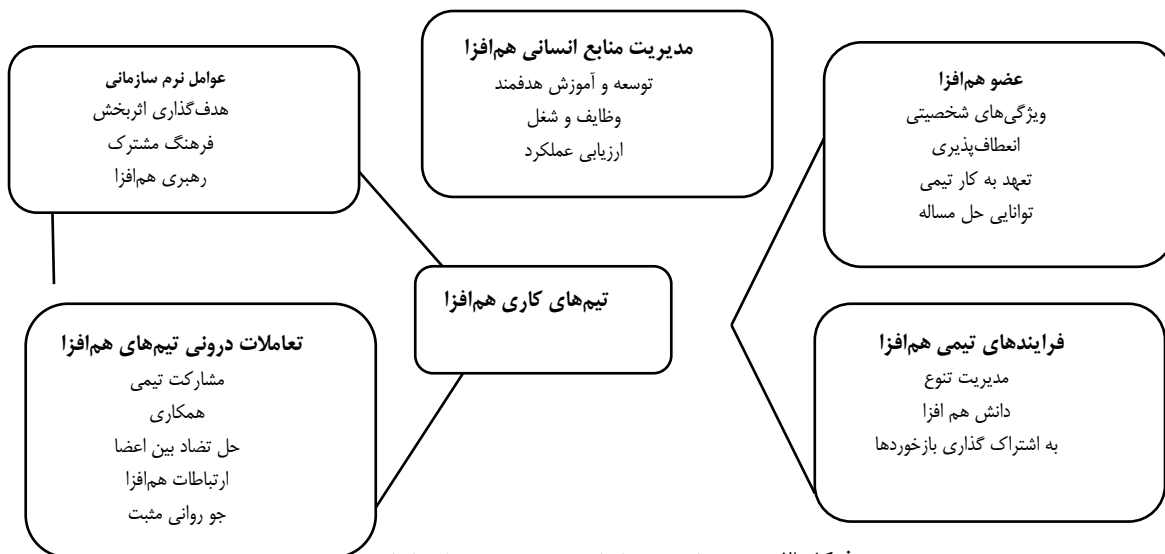 عضو هم‌افزا
ویژگی‌های شخصیتی
انعطاف‌پذیری
تعهد به کار تیمی
توانایی حل مساله
مدیریت منابع انسانی هم‌افزا
توسعه و آموزش هدفمند
وظایف و شغل
ارزیابی عملکرد
عوامل نرم سازمانی
هدف‌گذاری اثربخش
فرهنگ مشترک
رهبری هم‌افزا
تیم‌های کاری هم‌افزا
فرایندهای تیمی هم‌افزا
مدیریت تنوع
دانش هم افزا
به اشتراک گذاری بازخوردها
تعاملات درونی تیم‌های هم‌افزا
مشارکت تیمی
همکاری
حل تضاد بین اعضا
ارتباطات هم‌افزا
جو روانی مثبت